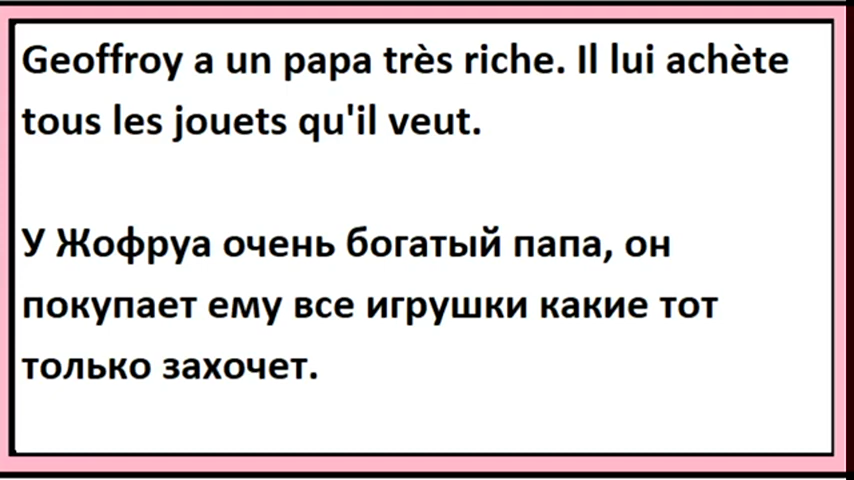 Geoffroy a un papa très riche. Il lui achète
tous les jouets qu'il veut.
У Жофруа очень богатый папа, он
покупает ему все игрушки какие тот
только захочет.